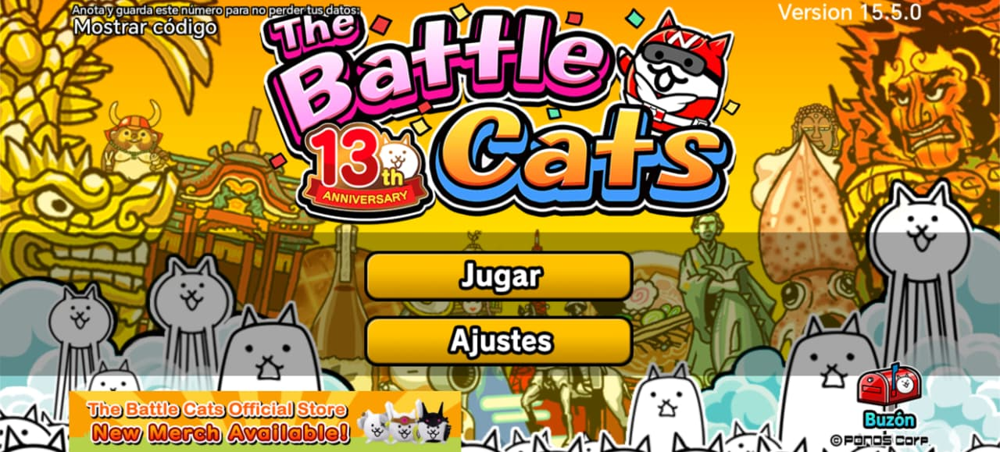 Anota y guarda este número para no perder tus datos:
Mostrar código
Version 15.5.0
The
Battle
Cats
N
13th
ANNIVERSARY
Jugar
Ajustes
The Battle Cats Official Store
New Merch Available!
Buzón
© PONOS Corp.